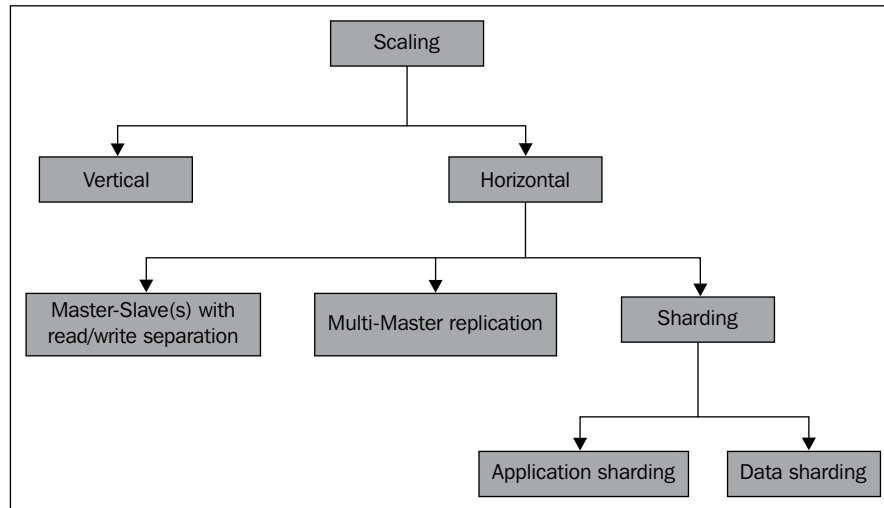 Scaling
Vertical
Horizontal
Master-Slave(s) with
read/write separation
Multi-Master replication
Sharding
Application sharding
Data sharding